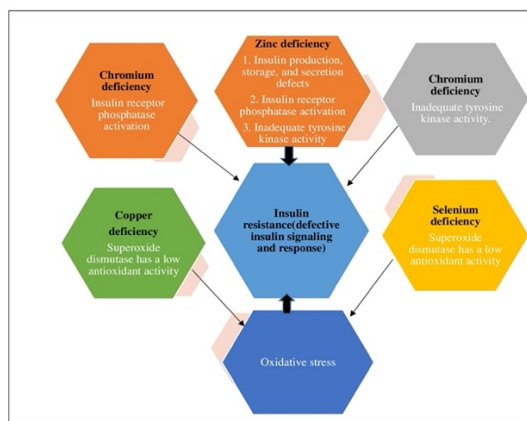 Chromium
deficiency
Insulin receptor
phosphatase
activation
Zinc deficiency
1. Insulin production,
storage, and secretion
defects
2. Insulin receptor
phosphatase activation
3. Inadequate tyrosine
kinase activity
Chromium
deficiency
Inadequate tyrosine
kinase activity.
Copper
deficiency
Superoxide
dismutase has a low
antioxidant activity
Insulin
resistance(defective
insulin signaling
and response)
Selenium
deficiency
Superoxide
dismutase has a low
antioxidant activity
Oxidative stress